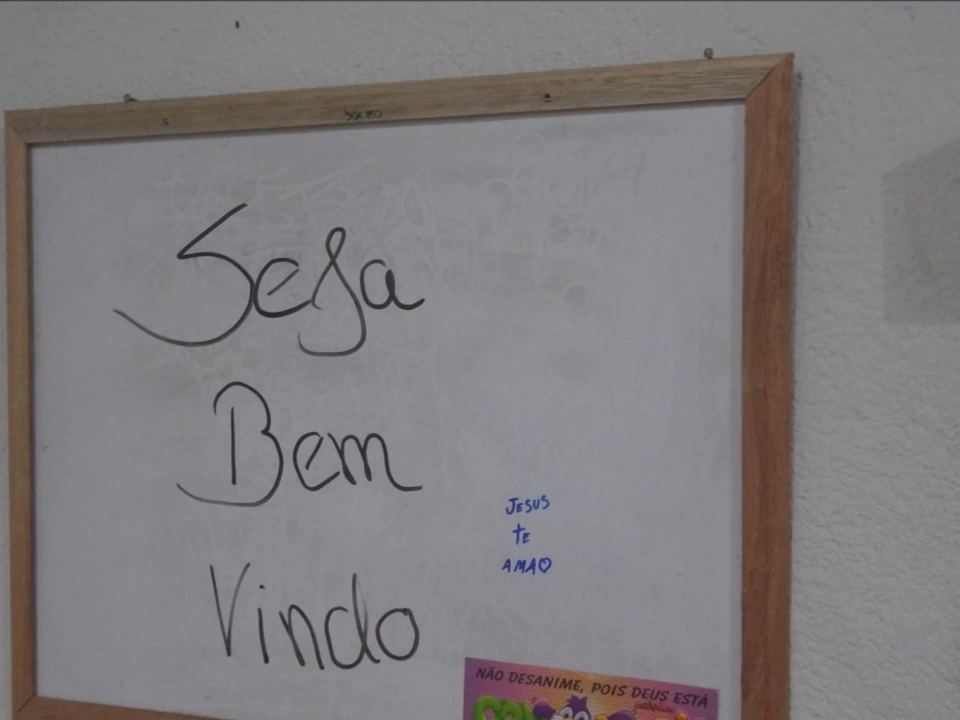 Seja
Bem
Vindo
JESUS
TE
AMA♡
NÃO DESANIME, POIS DEUS ESTÁ